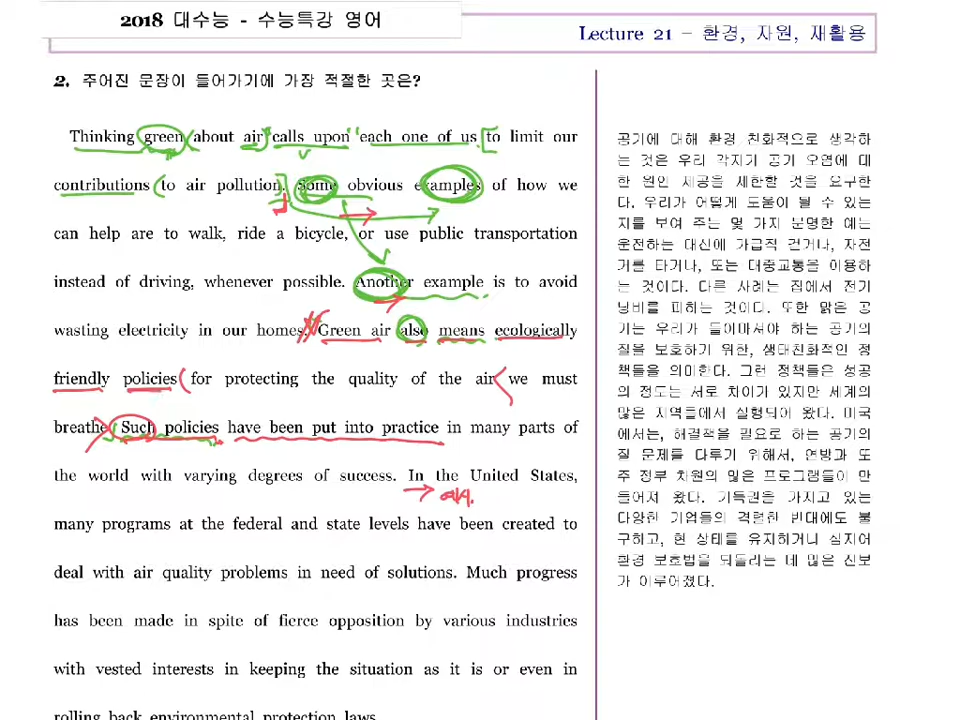 2018 대수능 - 수능특강 영어
Lecture 21 – 환경, 자원, 재활용
2. 주어진 문장이 들어가기에 가장 적절한 곳은?
Thinking green about air calls upon each one of us to limit our
contributions to air pollution. Some obvious examples of how we
can help are to walk, ride a bicycle, or use public transportation
instead of driving, whenever possible. Another example is to avoid
wasting electricity in our homes. Green air also means ecologically
friendly policies for protecting the quality of the air we must
breathe. Such policies have been put into practice in many parts of
the world with varying degrees of success. In the United States,
many programs at the federal and state levels have been created to
deal with air quality problems in need of solutions. Much progress
has been made in spite of fierce opposition by various industries
with vested interests in keeping the situation as it is or even in
rolling back environmental protection laws.
공기에 대해 환경 친화적으로 생각하
는 것은 우리 각자가 공기 오염에 대
한 원인 제공을 제한할 것을 요구한
다. 우리가 어떻게 도움이 될 수 있는
지를 보여 주는 몇 가지 분명한 예는
운전하는 대신에 가급적 걷거나, 자전
거를 타거나, 또는 대중교통을 이용하
는 것이다. 다른 사례는 집에서 전기
낭비를 피하는 것이다. 또한 맑은 공
기는 우리가 들이마셔야 하는 공기의
질을 보호하기 위한, 생태친화적인 정
책들을 의미한다. 그런 정책들은 성공
의 정도는 서로 차이가 있지만 세계의
많은 지역들에서 실행되어 왔다. 미국
에서는, 해결책을 필요로 하는 공기의
질 문제를 다루기 위해서, 연방과 또
주 정부 차원의 많은 프로그램들이 만
들어져 왔다. 기득권을 가지고 있는
다양한 기업들의 격렬한 반대에도 불
구하고, 현 상태를 유지하거나 심지어
환경 보호법을 되돌리는 데 많은 진보
가 이루어졌다.